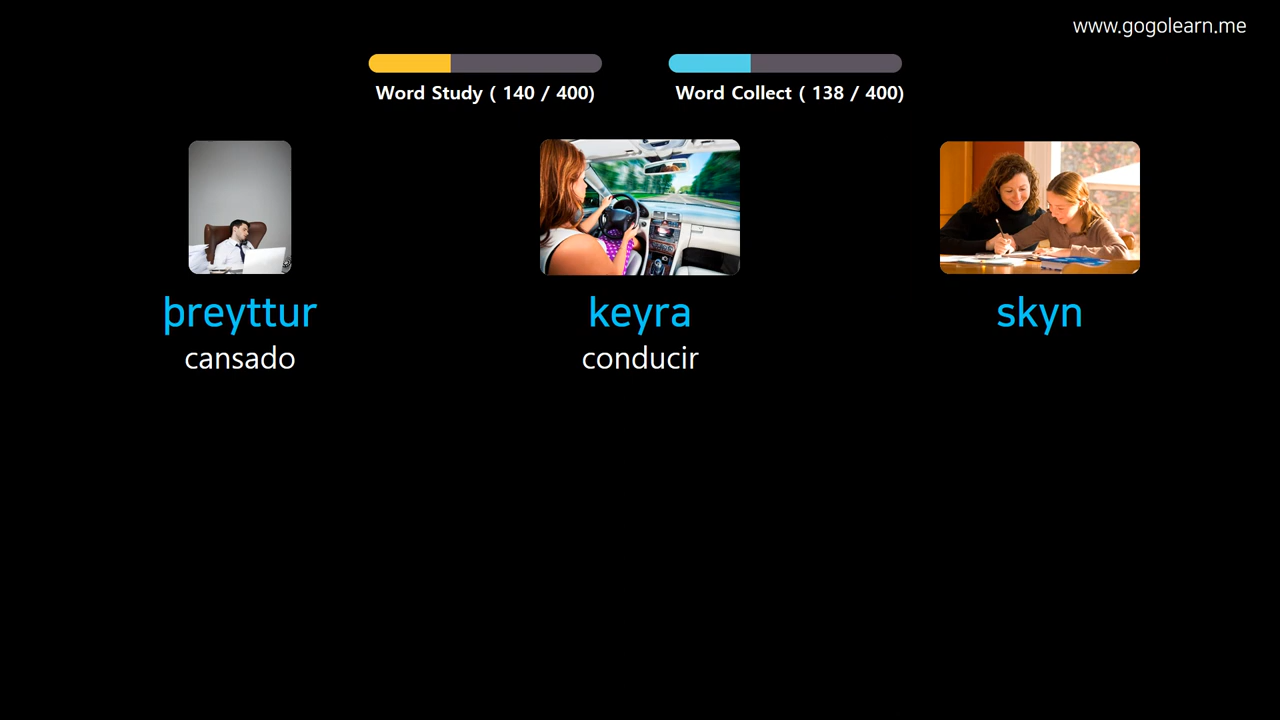 www.gogolearn.me
Word Study ( 140 / 400)
Word Collect ( 138 / 400)
þreyttur
keyra
skyn
cansado
conducir